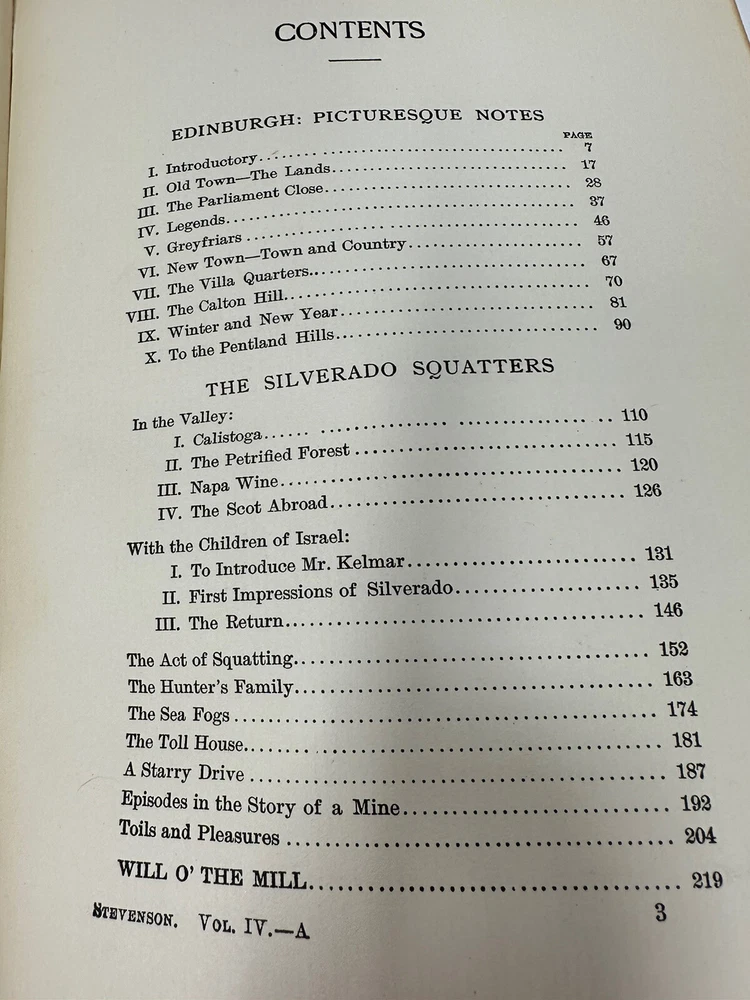 CONTENTS
EDINBURGH: PICTURESQUE NOTES
PAGE
I. Introductory 7
II. Old Town—The Lands 17
III. The Parliament Close 28
IV. Legends 37
V. Greyfriars 46
VI. New Town—Town and Country 57
VII. The Villa Quarters 67
VIII. The Calton Hill 70
IX. Winter and New Year 81
X. To the Pentland Hills 90
THE SILVERADO SQUATTERS
In the Valley:
I. Calistoga 110
II. The Petrified Forest 115
III. Napa Wine 120
IV. The Scot Abroad 126
With the Children of Israel:
I. To Introduce Mr. Kelmar 131
II. First Impressions of Silverado 135
III. The Return 146
The Act of Squatting 152
The Hunter's Family 163
The Sea Fogs 174
The Toll House 181
A Starry Drive 187
Episodes in the Story of a Mine 192
Toils and Pleasures 204
WILL O' THE MILL 219
STEVENSON. VOL. IV.—A 3